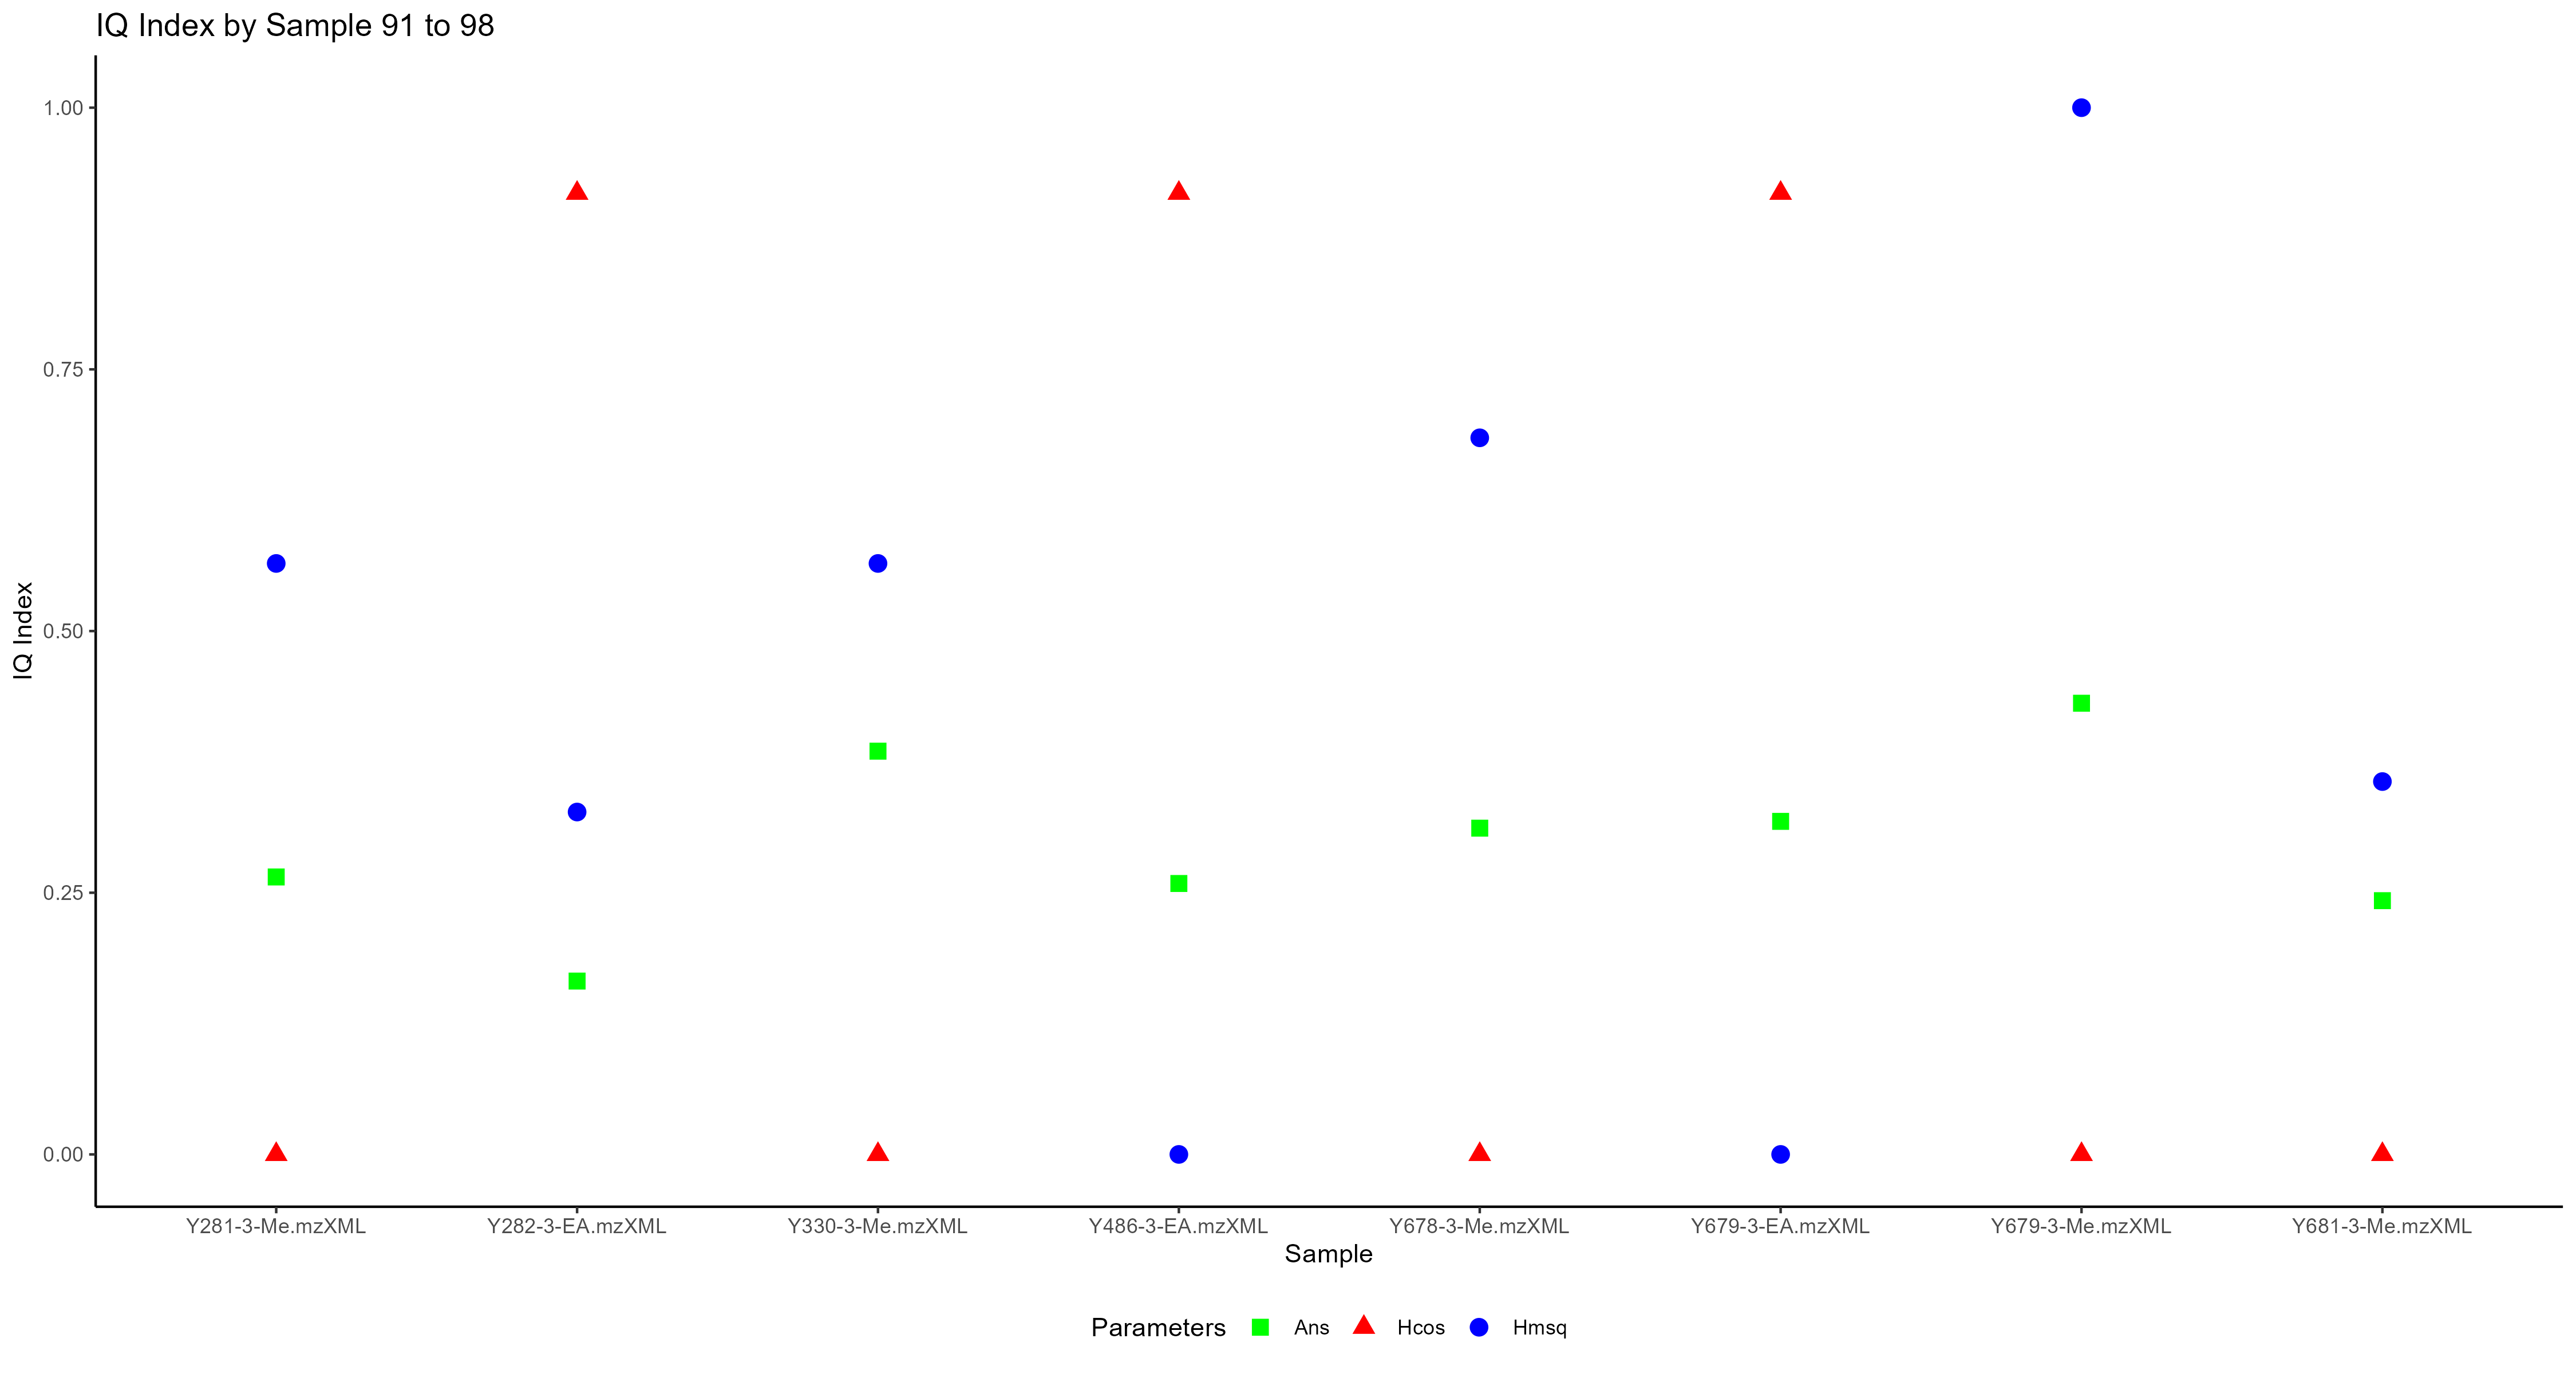 IQ Index by Sample 91 to 98
1.00
0.75
0.50
0.25
0.00
IQ Index
Y281-3-Me.mzXML Y282-3-EA.mzXML Y330-3-Me.mzXML Y486-3-EA.mzXML Y678-3-Me.mzXML Y679-3-EA.mzXML Y679-3-Me.mzXML Y681-3-Me.mzXML
Sample
Parameters Ans Hcos Hmsq